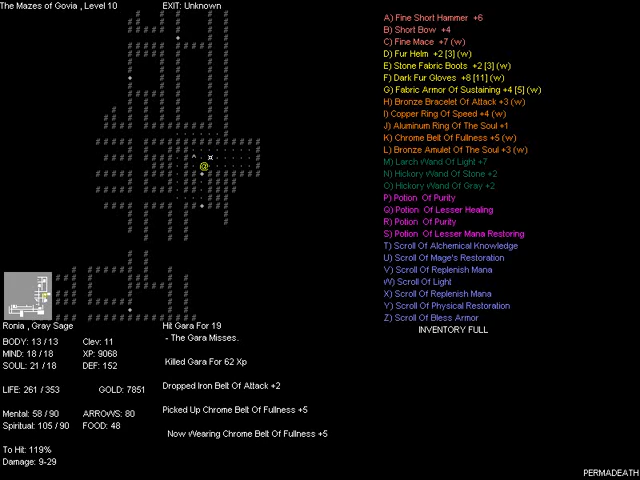 The Mazes of Govia , Level 10
EXIT: Unknown
A) Fine Short Hammer +6
B) Short Bow +4
C) Fine Mace +7 (w)
D) Fur Helm +2 [3] (w)
E) Stone Fabric Boots +2 [3] (w)
F) Dark Fur Gloves +8 [11] (w)
G) Fabric Armor Of Sustaining +4 [5] (w)
H) Bronze Bracelet Of Attack +3 (w)
I) Copper Ring Of Speed +4 (w)
J) Aluminum Ring Of The Soul +1
K) Chrome Belt Of Fullness +5 (w)
L) Bronze Amulet Of The Soul +3 (w)
M) Larch Wand Of Light +7
N) Hickory Wand Of Stone +2
O) Hickory Wand Of Gray +2
P) Potion Of Purity
Q) Potion Of Lesser Healing
R) Potion Of Purity
S) Potion Of Lesser Mana Restoring
T) Scroll Of Alchemical Knowledge
U) Scroll Of Mage's Restoration
V) Scroll Of Replenish Mana
W) Scroll Of Light
X) Scroll Of Replenish Mana
Y) Scroll Of Physical Restoration
Z) Scroll Of Bless Armor
INVENTORY FULL
Ronia , Gray Sage
BODY: 13 / 13
Clev: 11
MIND: 18 / 18
XP: 9068
SOUL: 21 / 18
DEF: 152
LIFE: 261 / 353
GOLD: 7851
Mental: 58 / 90
ARROWS: 80
Spiritual: 105 / 90
FOOD: 48
To Hit: 119%
Damage: 9-29
Hit Gara For 19
- The Gara Misses.
Killed Gara For 62 Xp
Dropped Iron Belt Of Attack +2
Picked Up Chrome Belt Of Fullness +5
Now Wearing Chrome Belt Of Fullness +5
PERMADEATH